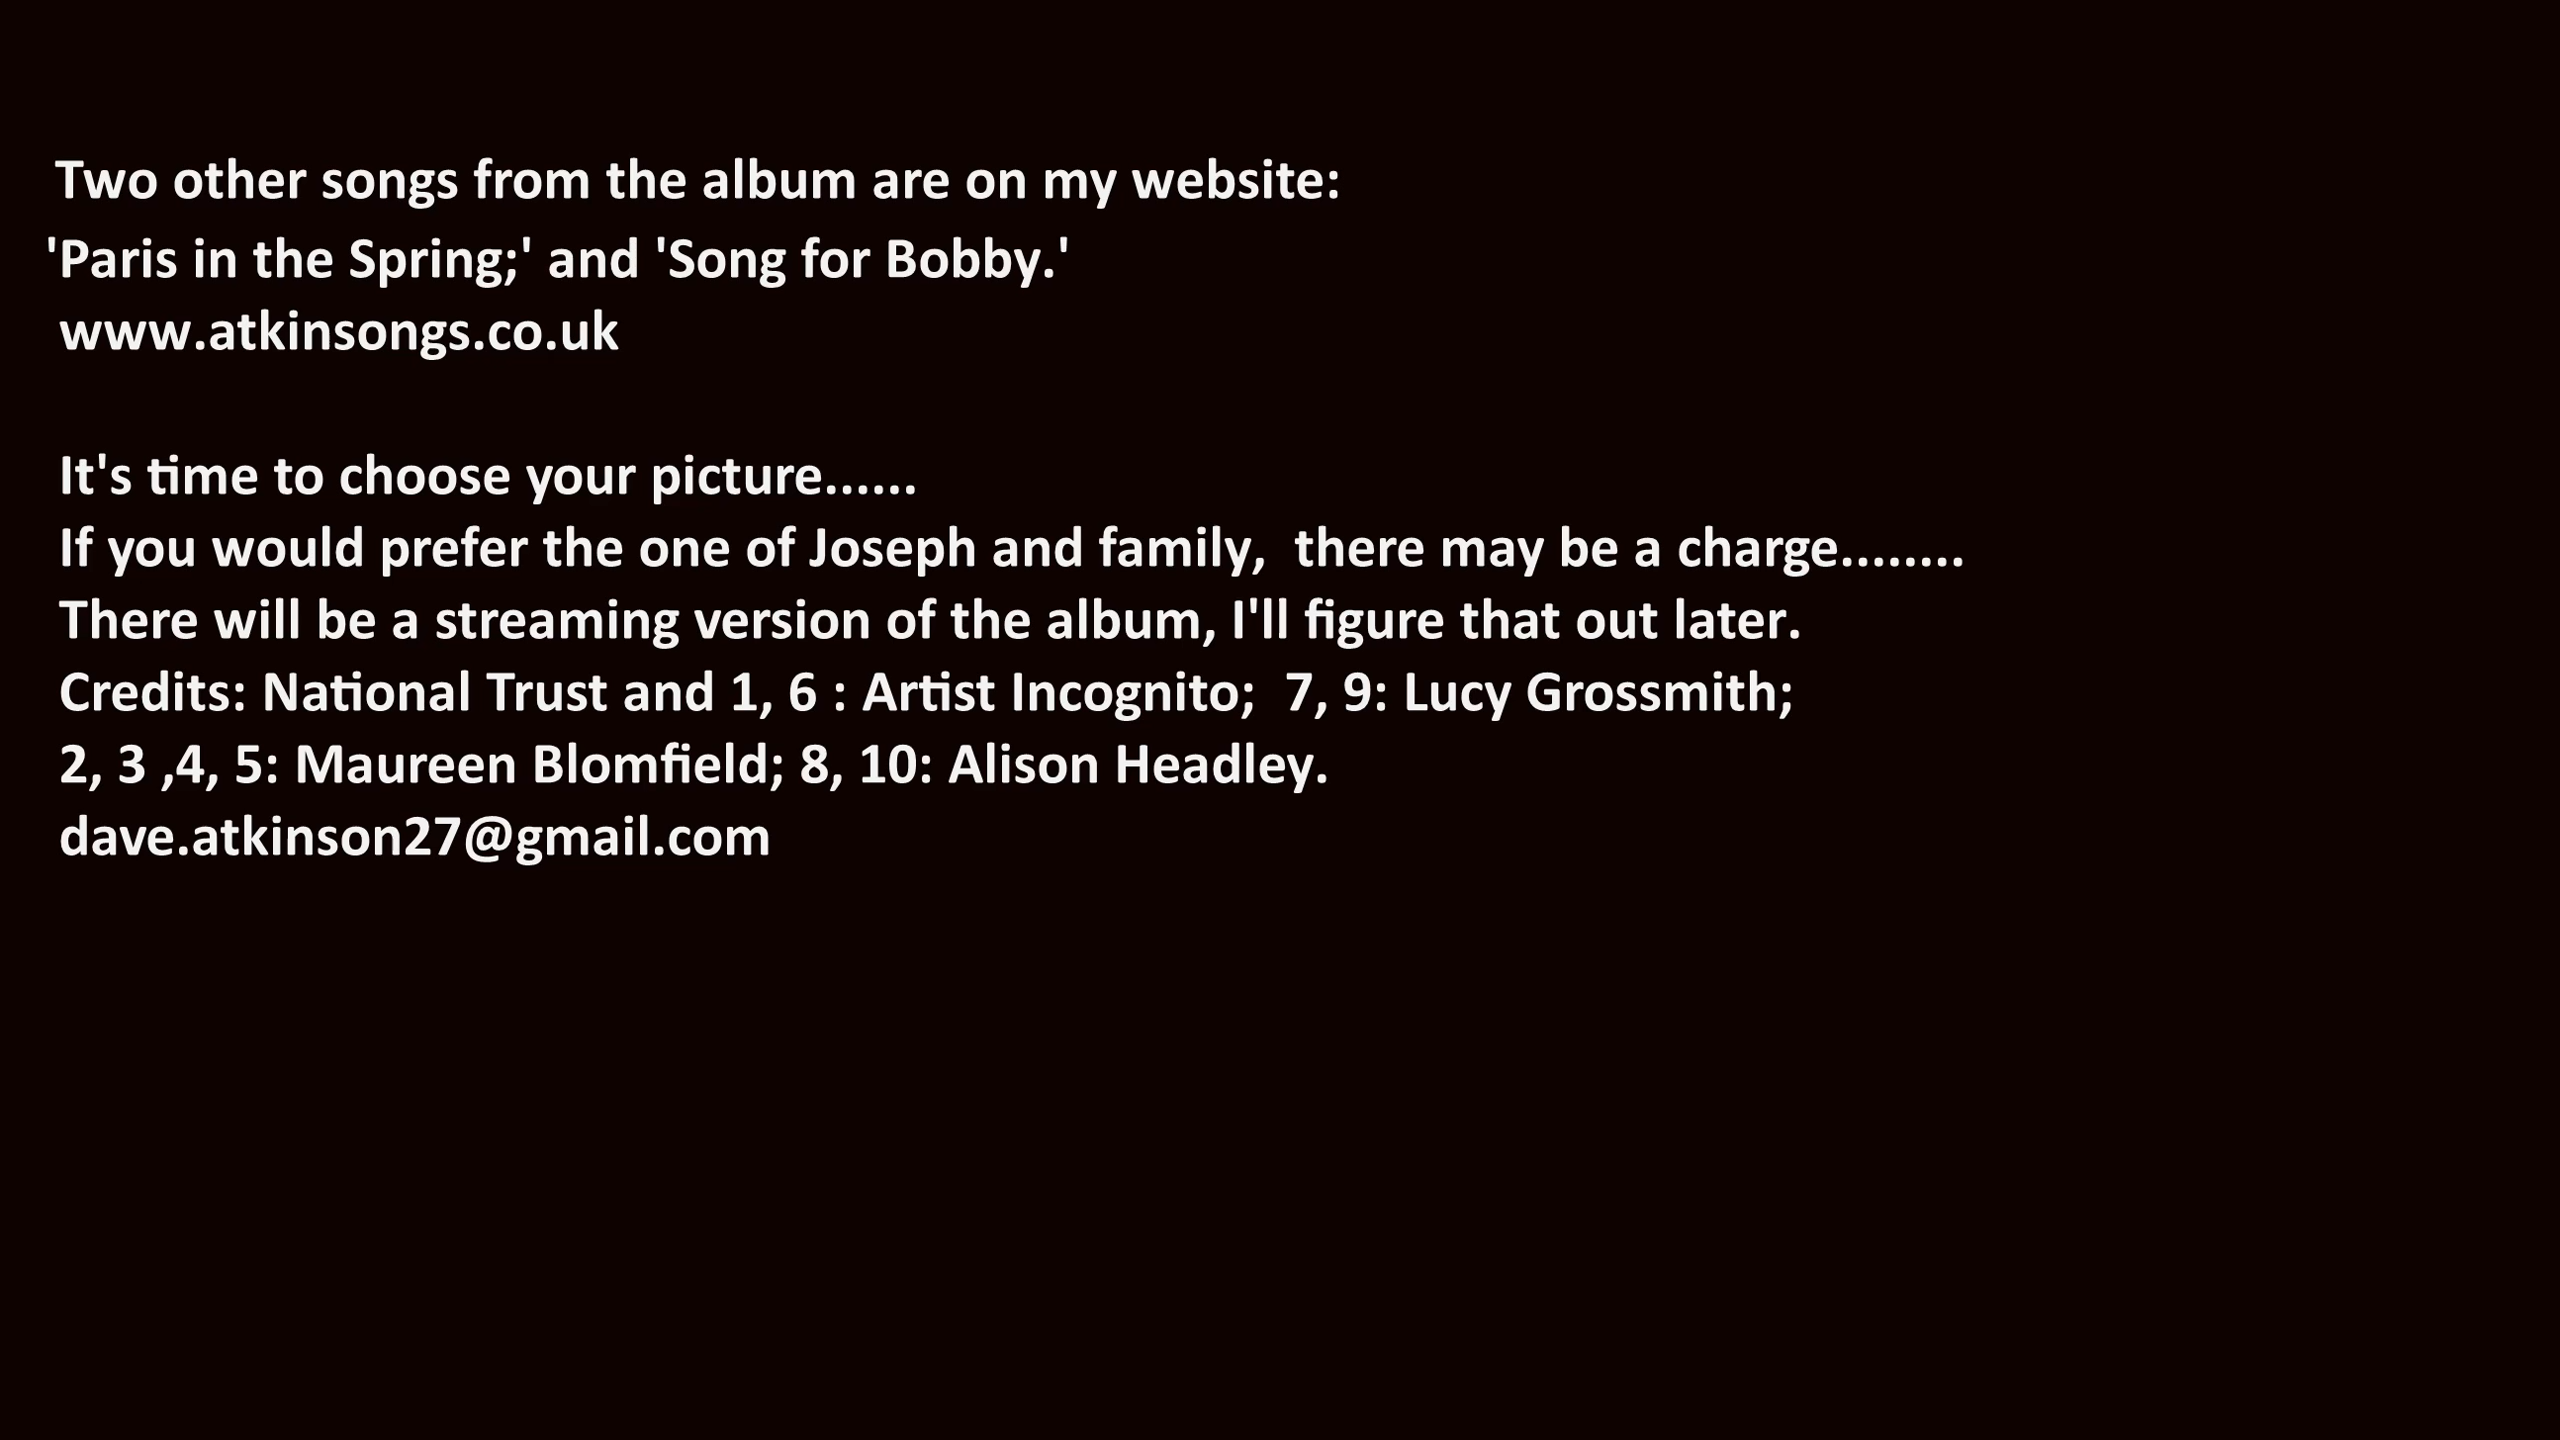 Two other songs from the album are on my website:
'Paris in the Spring;' and 'Song for Bobby.'
www.atkinsongs.co.uk
It's time to choose your picture......
If you would prefer the one of Joseph and family,  there may be a charge........
There will be a streaming version of the album, I'll figure that out later.
Credits: National Trust and 1, 6 : Artist Incognito;  7, 9: Lucy Grossmith;
2, 3 ,4, 5: Maureen Blomfield; 8, 10: Alison Headley.
dave.atkinson27@gmail.com